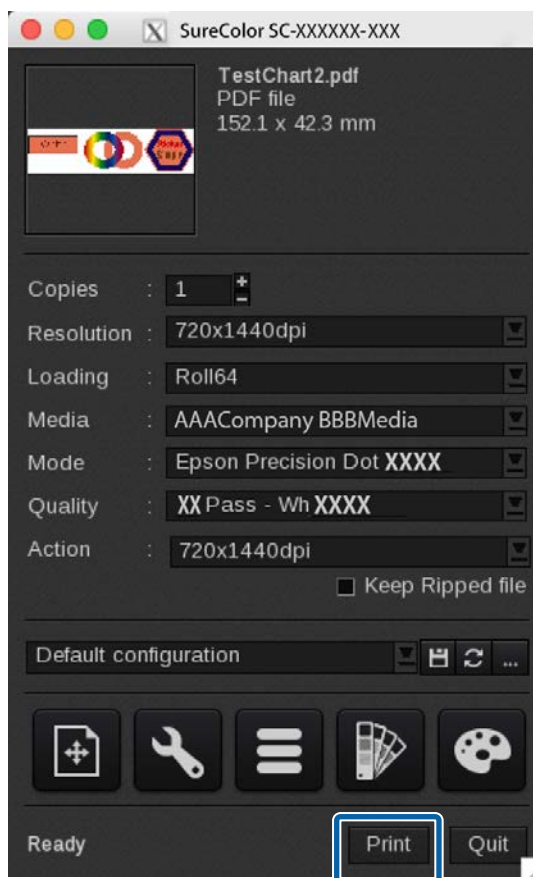 SureColor SC-XXXXXX-XXX
TestChart2.pdf
PDF file
152.1 x 42.3 mm
Copies : 1
Resolution : 720x1440dpi
Loading : Roll64
Media : AAACompany BBBMedia
Mode : Epson Precision Dot XXXX
Quality : XX Pass - Wh XXXX
Action : 720x1440dpi
Keep Ripped file
Default configuration
...
Ready Print Quit